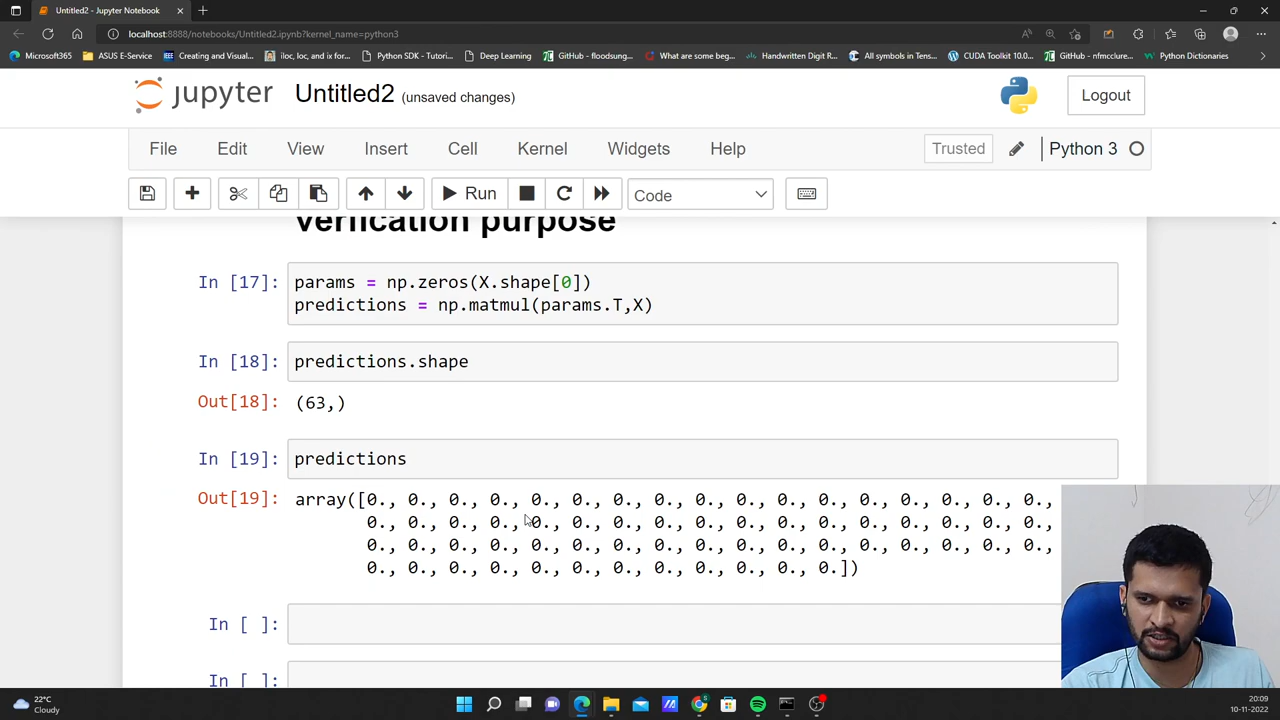 Untitled2 - Jupyter Notebook
localhost:8888/notebooks/Untitled2.ipynb?kernel_name=python3
Microsoft365 ASUS E-Service Creating and Visual... iloc, loc, and ix for... Python SDK - Tutori... Deep Learning GitHub - floodsung... What are some beg... Handwritten Digit R... All symbols in Tens... CUDA Toolkit 10.0... GitHub - nfmcclure... Python Dictionaries
jupyter Untitled2 (unsaved changes) Logout
File Edit View Insert Cell Kernel Widgets Help Trusted Python 3
Run Code
verification purpose
In [17]: params = np.zeros(X.shape[0])
predictions = np.matmul(params.T,X)
In [18]: predictions.shape
Out[18]: (63,)
In [19]: predictions
Out[19]: array([0., 0., 0., 0., 0., 0., 0., 0., 0., 0., 0., 0., 0., 0., 0., 0., 0.,
0., 0., 0., 0., 0., 0., 0., 0., 0., 0., 0., 0., 0., 0., 0., 0., 0.,
0., 0., 0., 0., 0., 0., 0., 0., 0., 0., 0., 0., 0., 0., 0., 0., 0.,
0., 0., 0., 0., 0., 0., 0., 0., 0., 0., 0., 0.])
In [ ]:
In [ ]:
22°C
Cloudy
20:09
10-11-2022